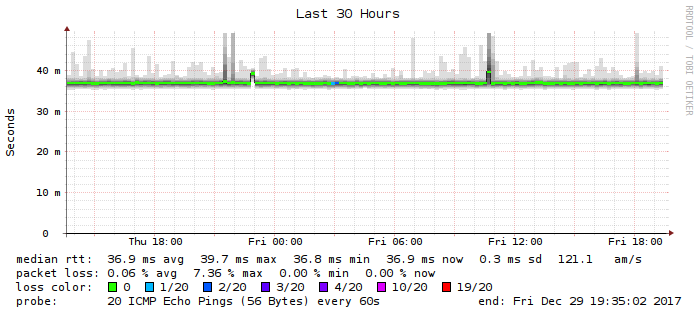 Last 30 Hours
RRDTOOL / TOBI OETIKER
Seconds
40 m
30 m
20 m
10 m
0
Thu 18:00 Fri 00:00 Fri 06:00 Fri 12:00 Fri 18:00
median rtt: 36.9 ms avg 39.7 ms max 36.8 ms min 36.9 ms now 0.3 ms sd 121.1 am/s
packet loss: 0.06 % avg 7.36 % max 0.00 % min 0.00 % now
loss color: 0 1/20 2/20 3/20 4/20 10/20 19/20
probe: 20 ICMP Echo Pings (56 Bytes) every 60s end: Fri Dec 29 19:35:02 2017